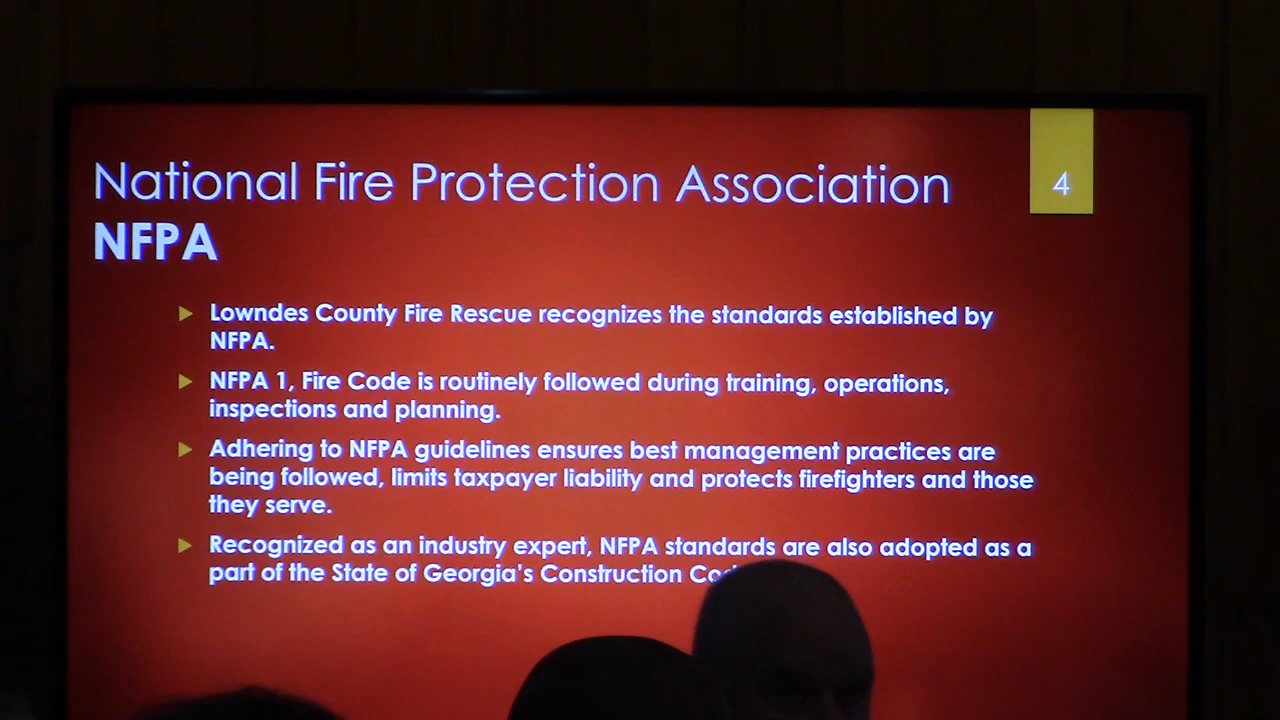 National Fire Protection Association
4
NFPA
Lowndes County Fire Rescue recognizes the standards established by
NFPA.
NFPA 1, Fire Code is routinely followed during training, operations,
inspections and planning.
Adhering to NFPA guidelines ensures best management practices are
being followed, limits taxpayer liability and protects firefighters and those
they serve.
Recognized as an industry expert, NFPA standards are also adopted as a
part of the State of Georgia's Construction